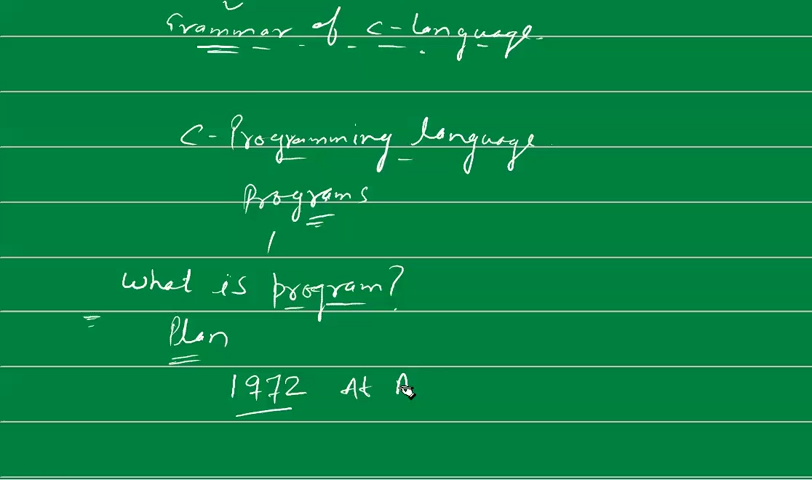 Grammar of C-Language.
C-Programming language
Programs
What is program?
Plan
1972 At